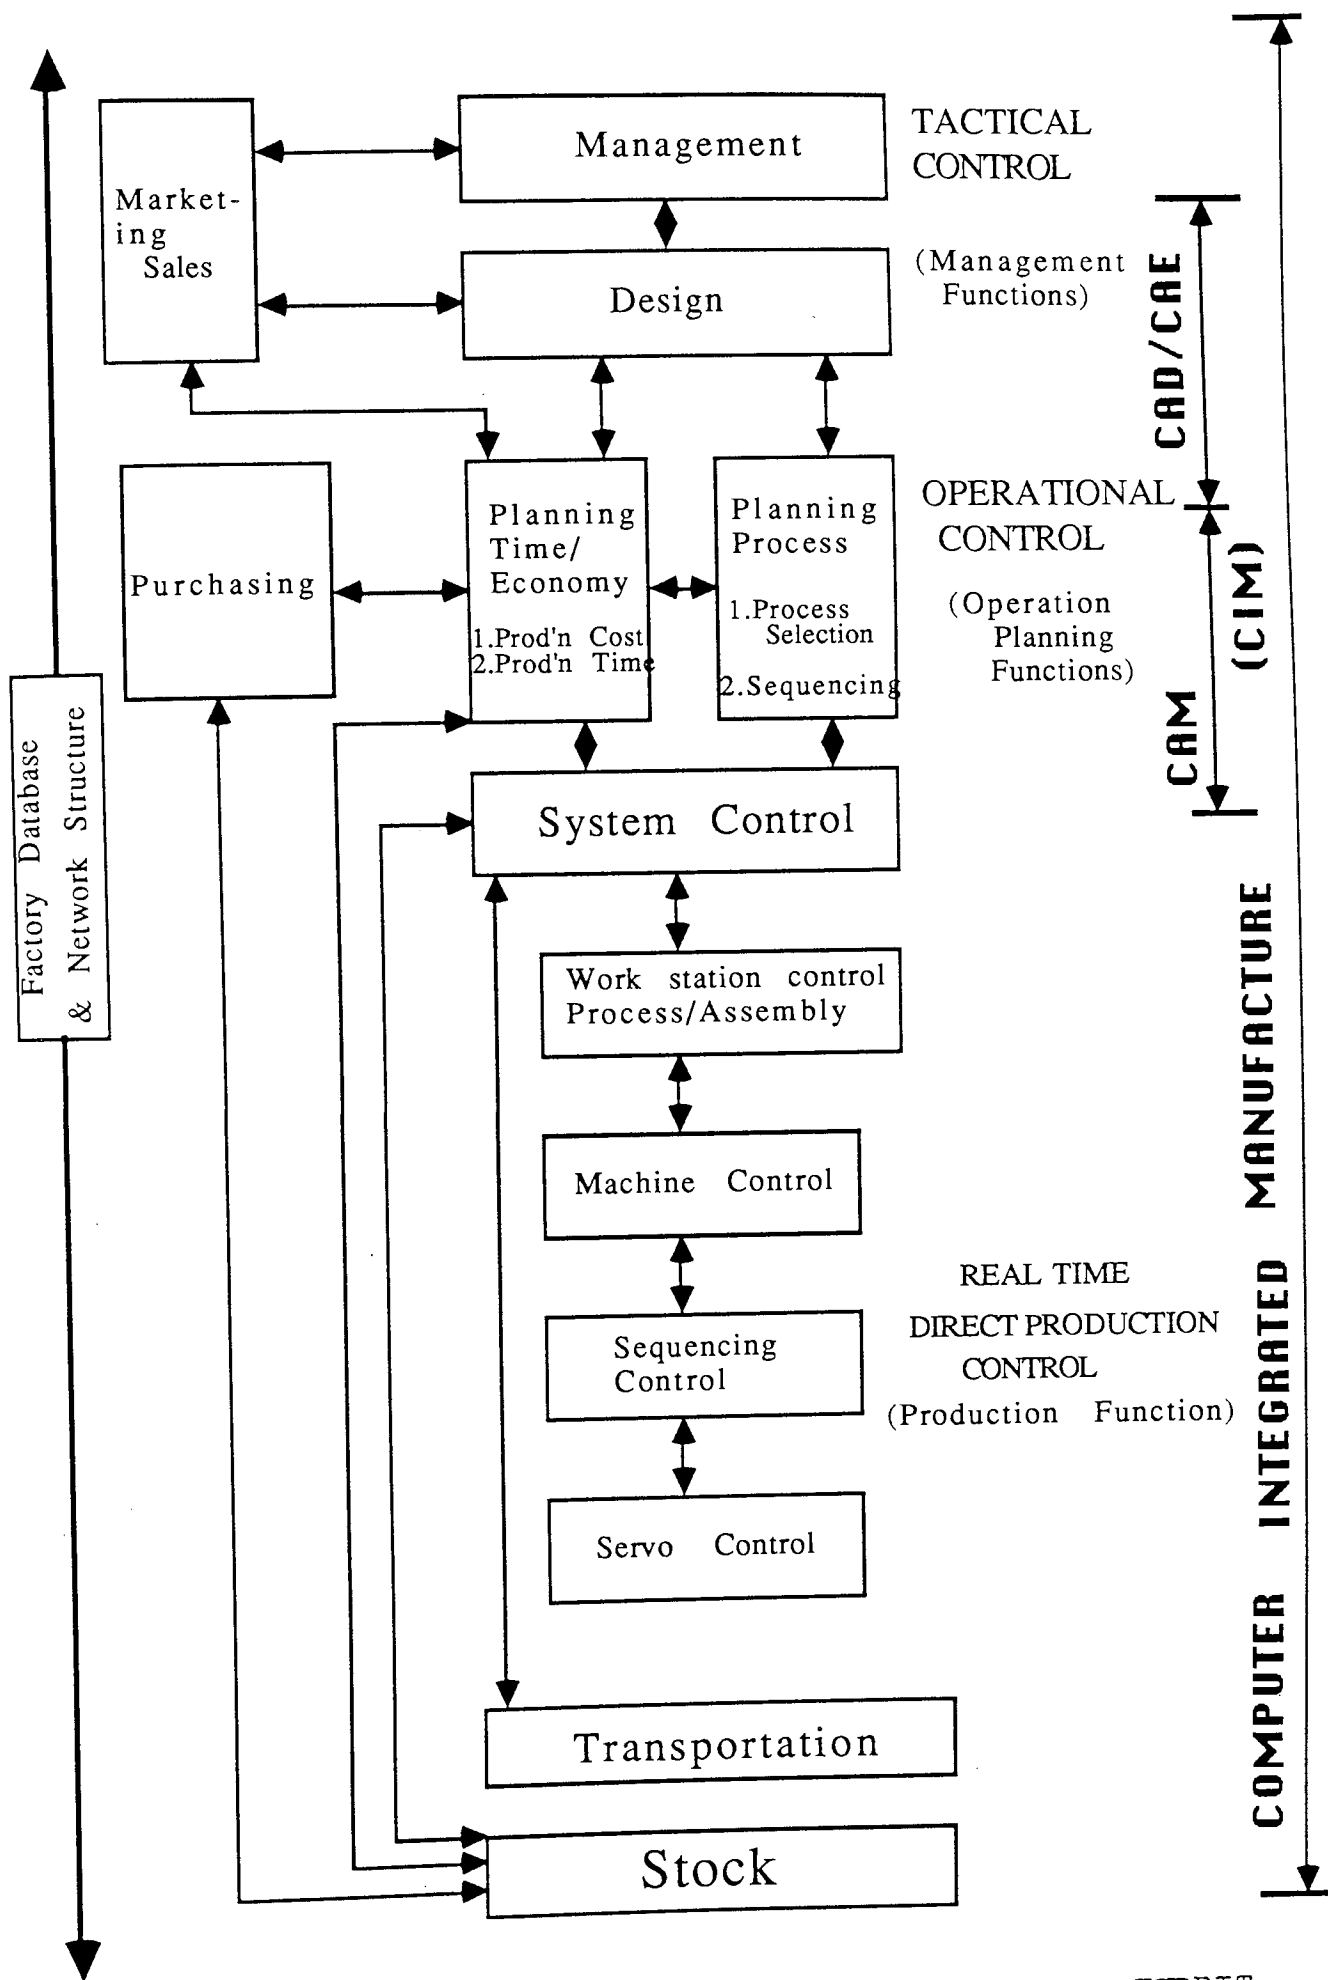 Management
TACTICAL
CONTROL
Market-
ing
Sales
Design
(Management
Functions)
CAD/CAE
Purchasing
Planning
Time/
Economy
1.Prod'n Cost
2.Prod'n Time
Planning
Process
1.Process
Selection
2.Sequencing
OPERATIONAL
CONTROL
(Operation
Planning
Functions)
CAM
Factory Database
& Network Structure
System Control
Work station control
Process/Assembly
Machine Control
Sequencing
Control
REAL TIME
DIRECT PRODUCTION
CONTROL
(Production Function)
Servo Control
Transportation
Stock
COMPUTER INTEGRATED MANUFACTURE (CIM)